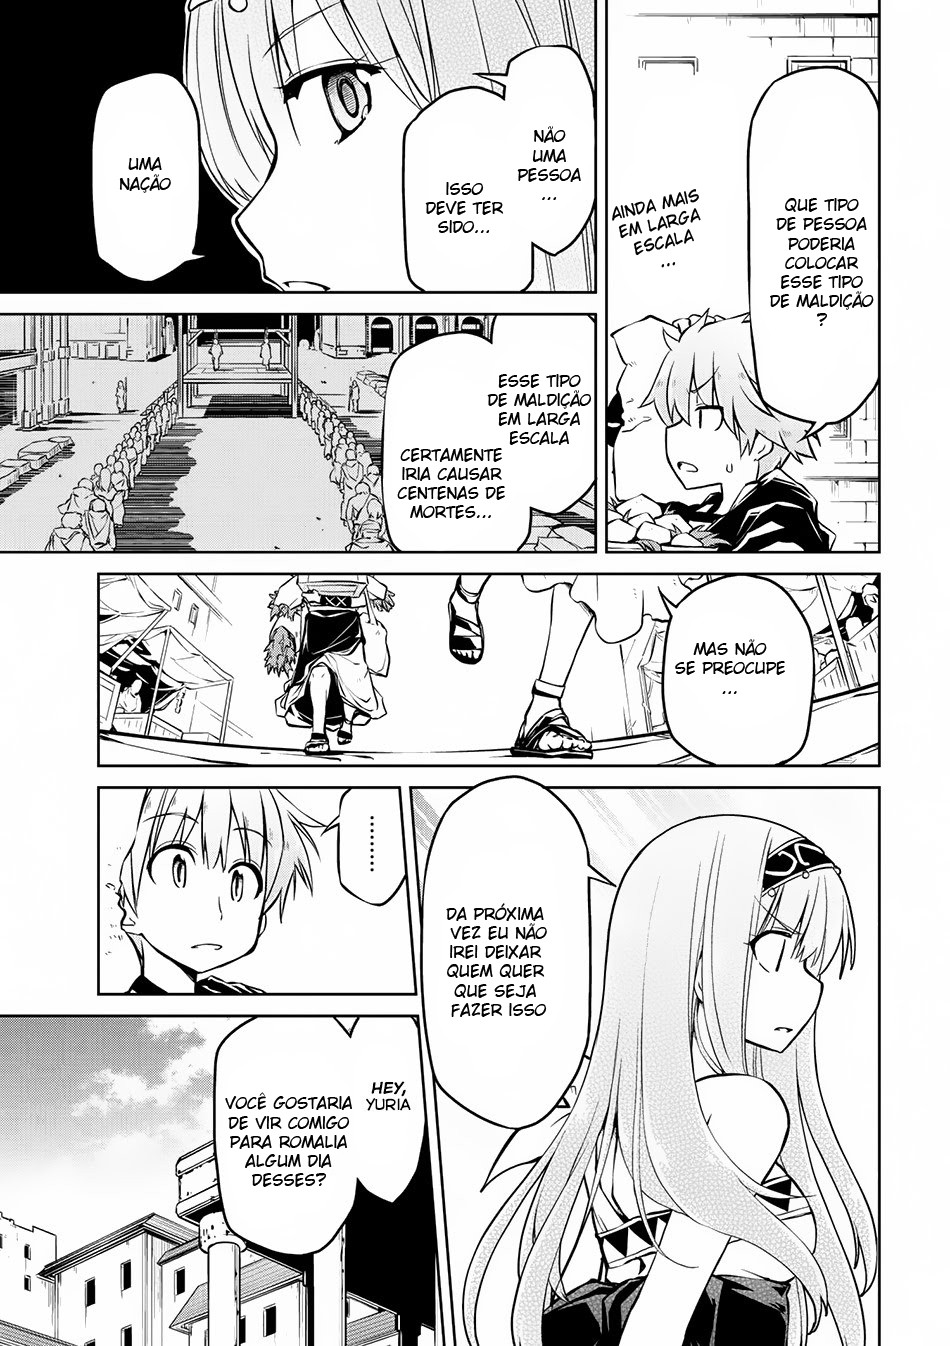 QUE TIPO
DE PESSOA
PODERIA
COLOCAR
ESSE TIPO
DE MALDIÇÃO
?
AINDA MAIS
EM LARGA
ESCALA
...
NÃO
UMA
PESSOA
...
ISSO
DEVE TER
SIDO...
UMA
NAÇÃO
ESSE TIPO
DE MALDIÇÃO
EM LARGA
ESCALA
CERTAMENTE
IRIA CAUSAR
CENTENAS DE
MORTES...
MAS NÃO
SE PREOCUPE
...
DA PRÓXIMA
VEZ EU NÃO
IREI DEIXAR
QUEM QUER
QUE SEJA
FAZER ISSO
.........
HEY,
YURIA
VOCÊ GOSTARIA
DE VIR COMIGO
PARA ROMALIA
ALGUM DIA
DESSES?